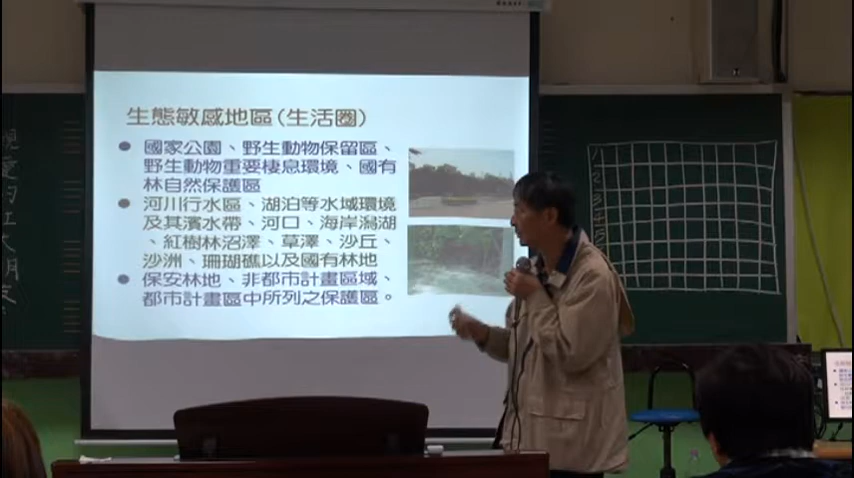 生態敏感地區(生活圈)
國家公園、野生動物保留區、
野生動物重要棲息環境、國有
林自然保護區
河川行水區、湖泊等水域環境
及其濱水帶、河口、海岸潟湖
、紅樹林沼澤、草澤、沙丘、
沙洲、珊瑚礁以及國有林地
保安林地、非都市計畫區域、
都市計畫區中所列之保護區。
1
2
3
4
5